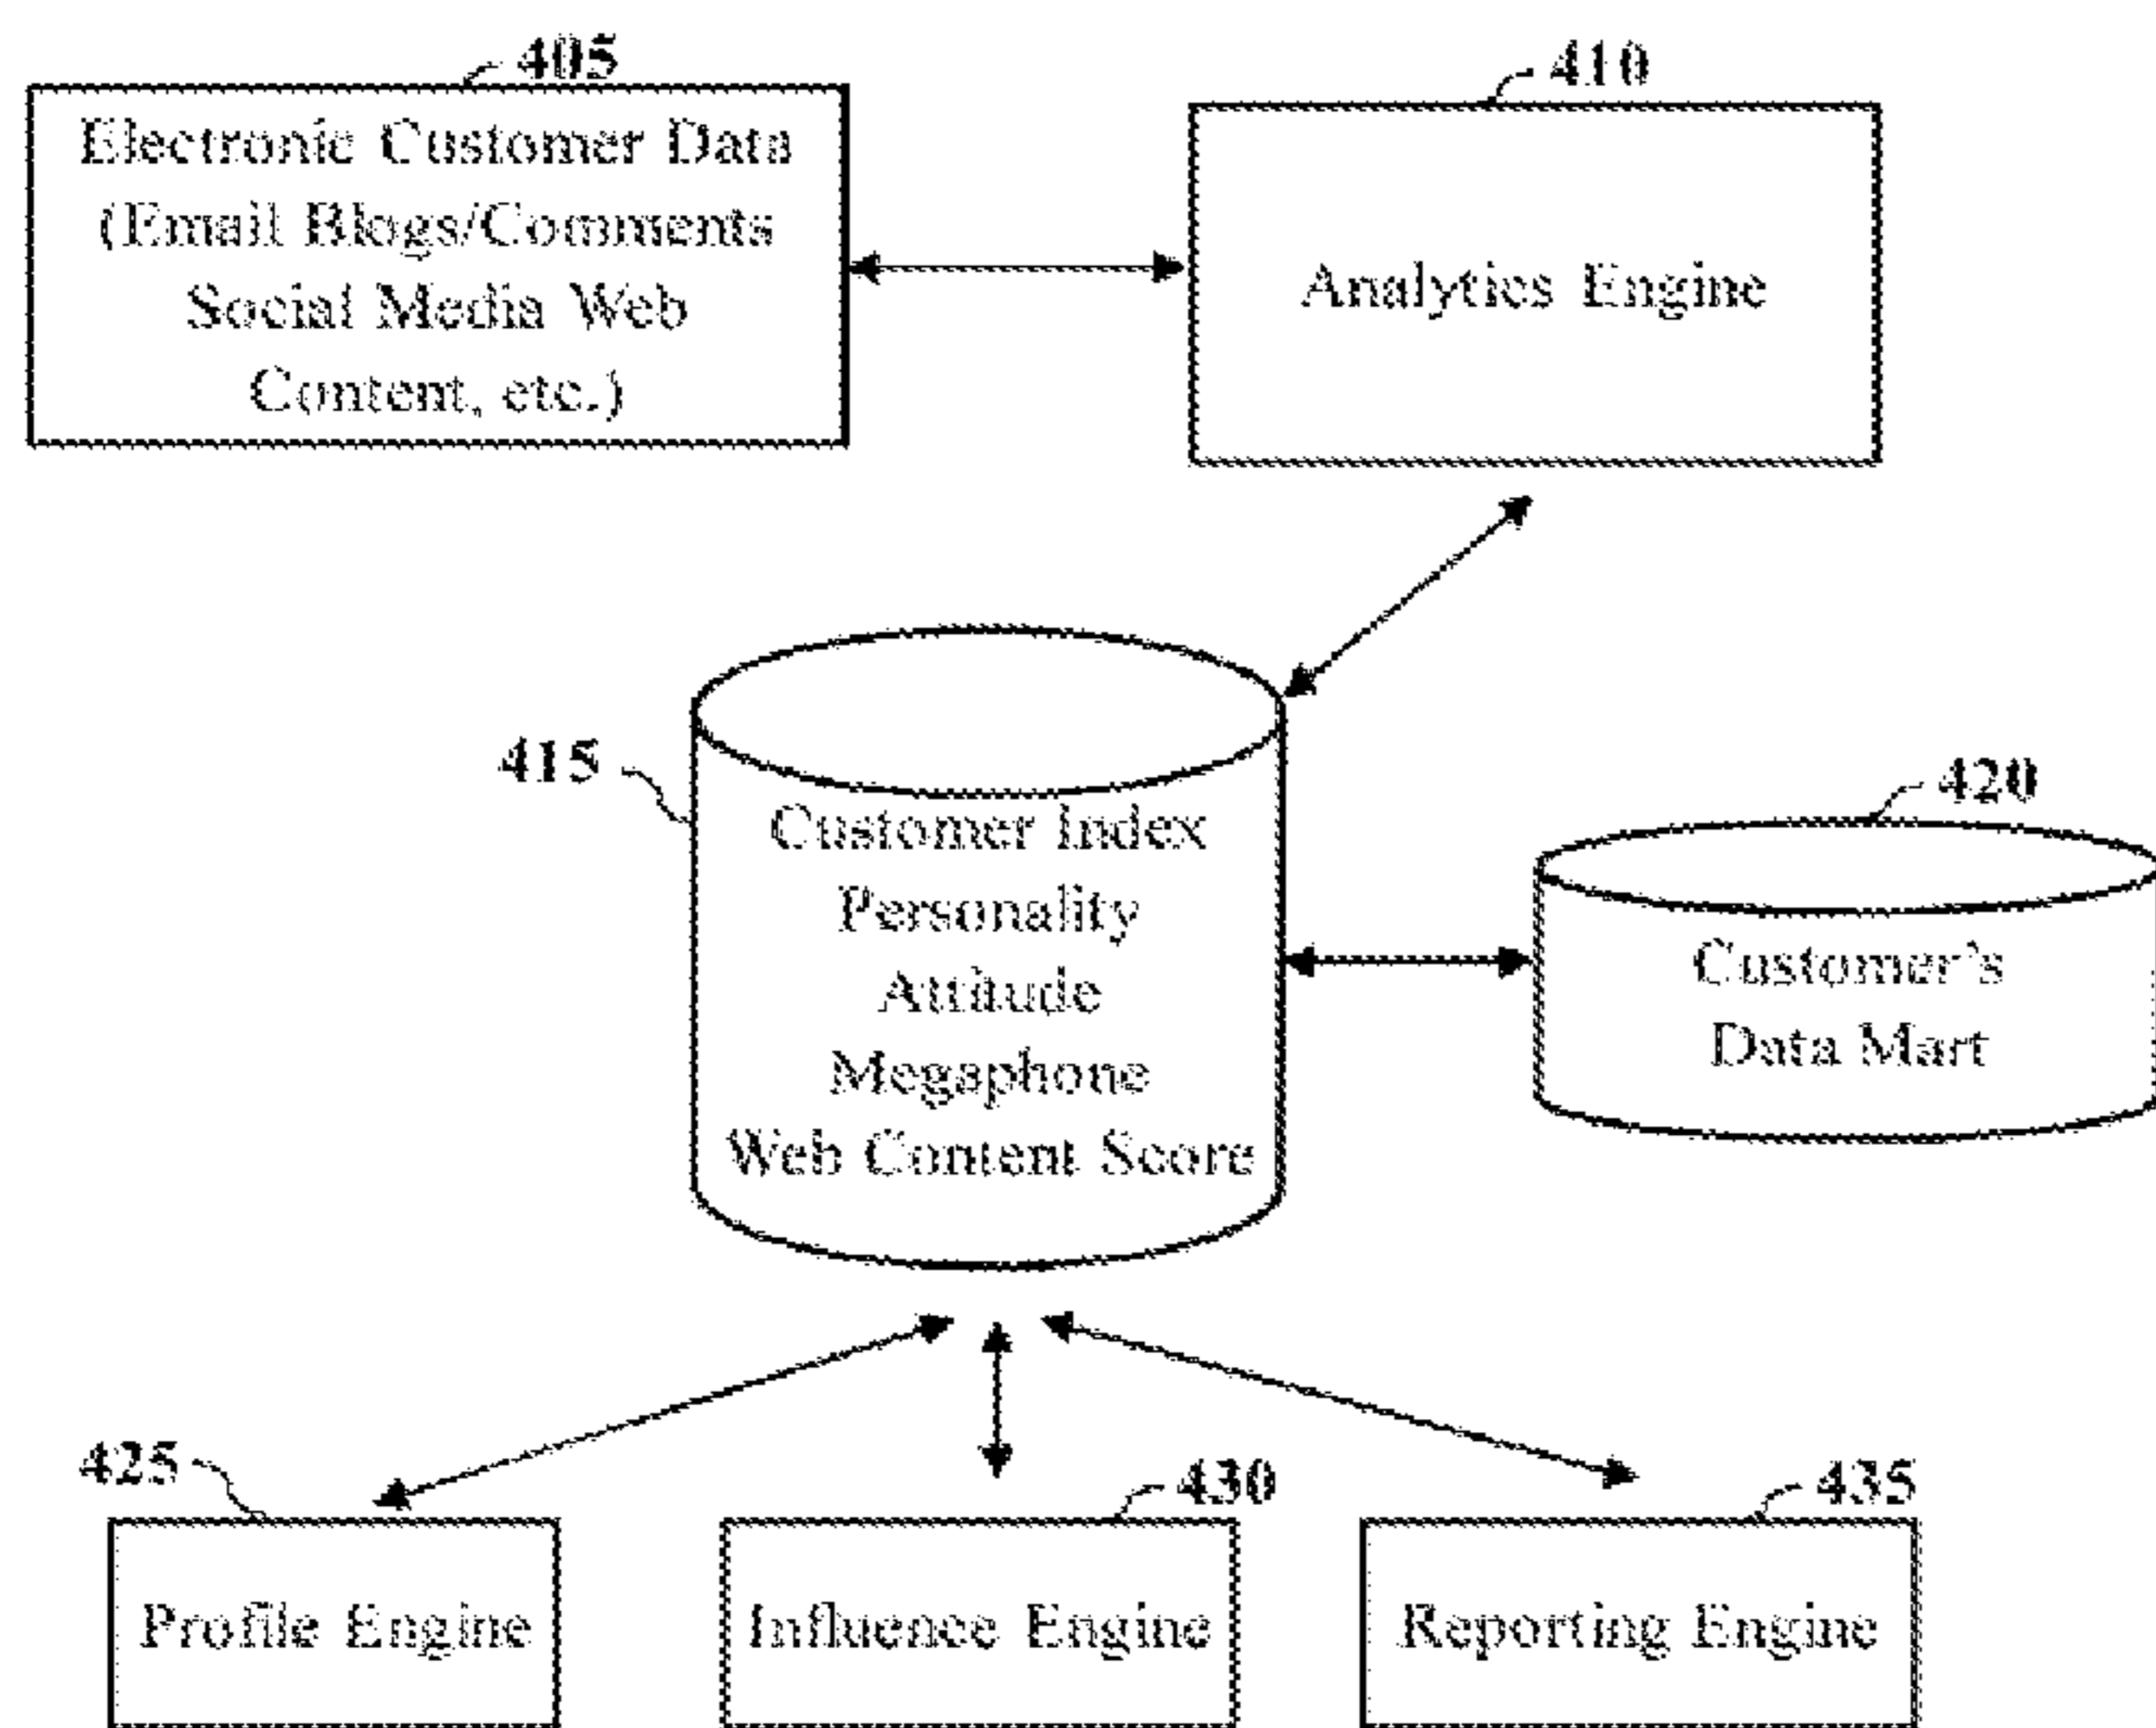 405
Electronic Customer Data
(Email Blogs/Comments
Social Media Web
Content, etc.)
410
Analytics Engine
415
Customer Index
Personality
Attitude
Megaphone
Web Content Score
420
Customer's
Data Mart
425
Profile Engine
430
Influence Engine
435
Reporting Engine